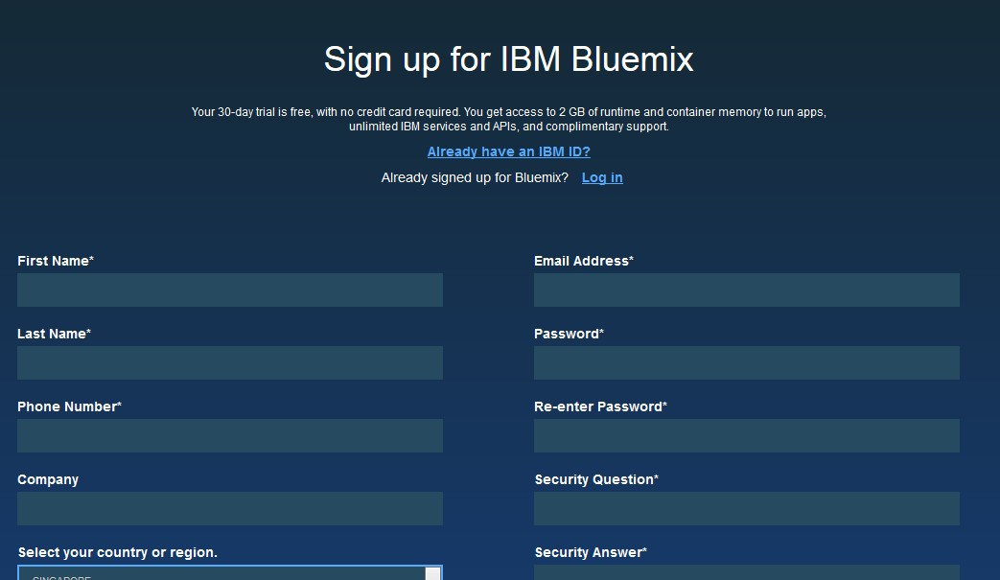 Sign up for IBM Bluemix
Your 30-day trial is free, with no credit card required. You get access to 2 GB of runtime and container memory to run apps,
unlimited IBM services and APIs, and complimentary support.
Already have an IBM ID?
Already signed up for Bluemix? Log in
First Name*
Email Address*
Last Name*
Password*
Phone Number*
Re-enter Password*
Company
Security Question*
Select your country or region.
Security Answer*
SINGAPORE